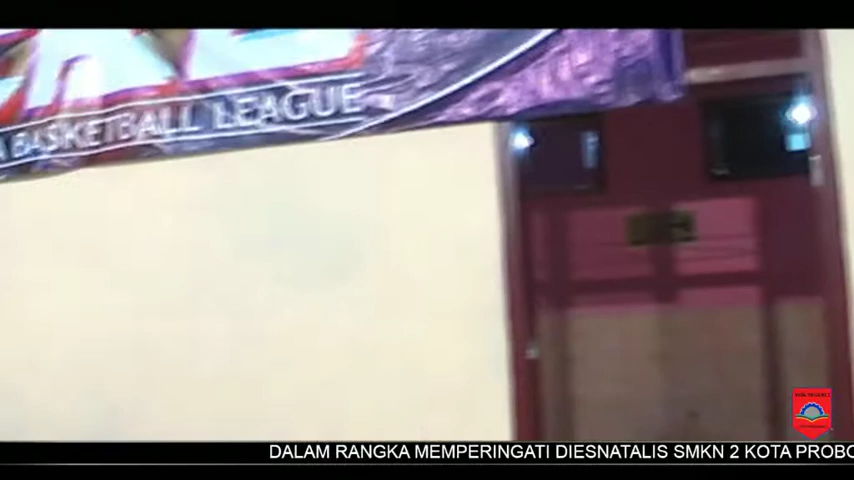 A BASKETBALL LEAGUE
DALAM RANGKA MEMPERINGATI DIESNATALIS SMKN 2 KOTA PROBO